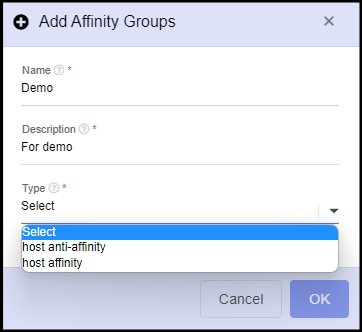 Add Affinity Groups ×
Name ? *
Demo
Description ? *
For demo
Type ? *
Select
Select
host anti-affinity
host affinity
Cancel OK